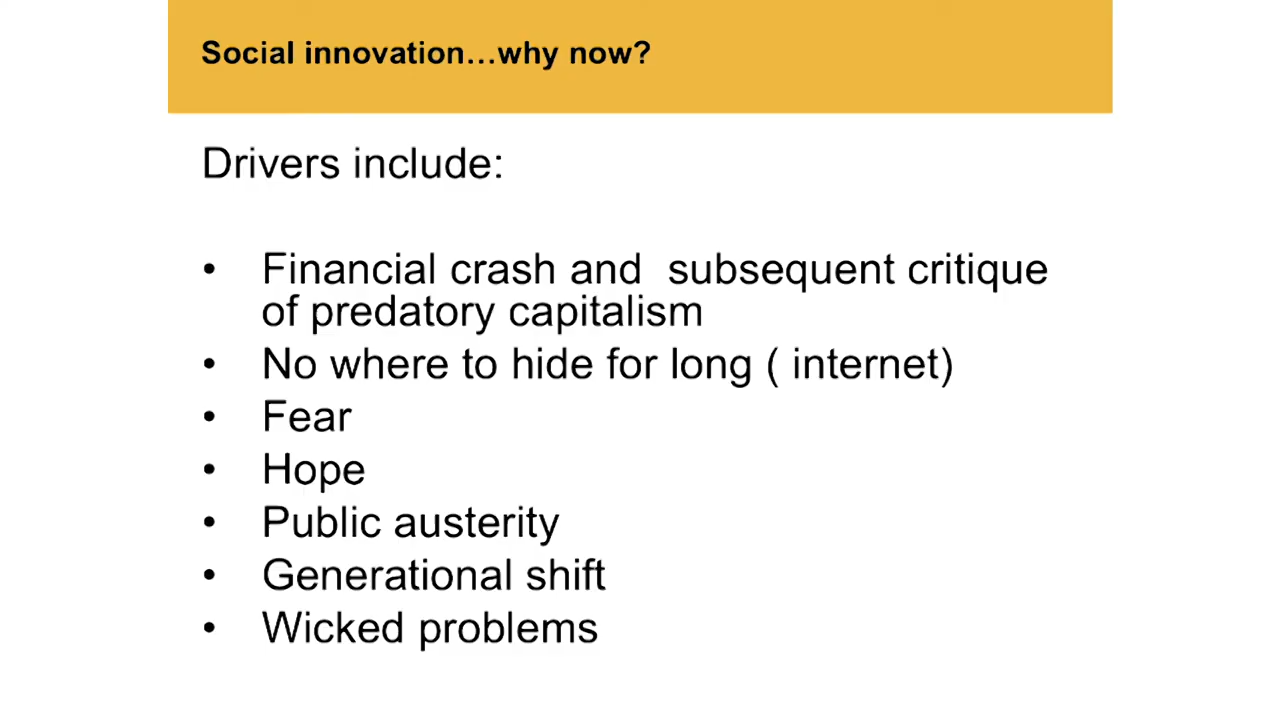 Social innovation…why now?
Drivers include:
• Financial crash and  subsequent critique
of predatory capitalism
• No where to hide for long ( internet)
• Fear
• Hope
• Public austerity
• Generational shift
• Wicked problems